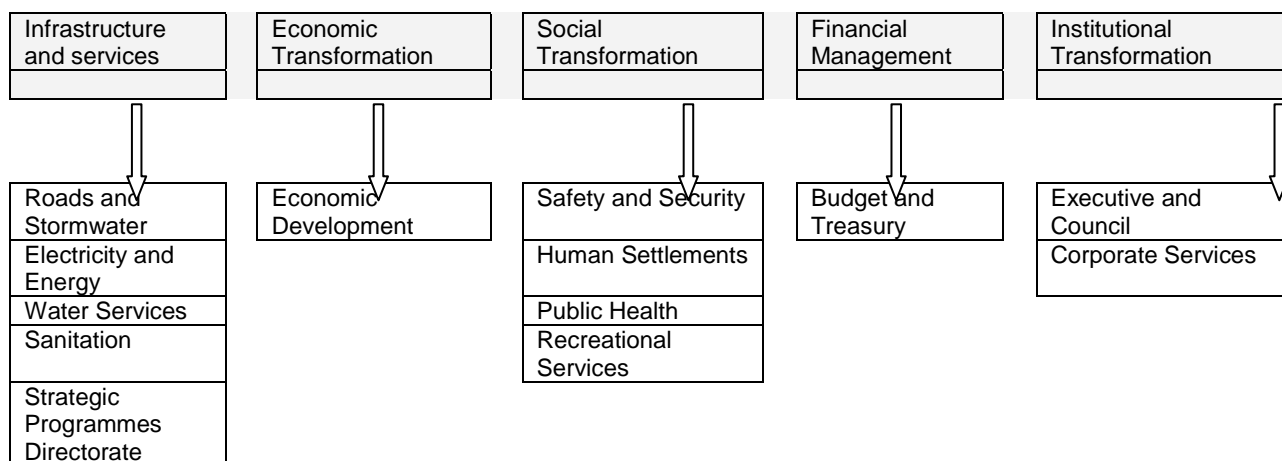 Infrastructure
and services
Economic
Transformation
Social
Transformation
Financial
Management
Institutional
Transformation
Roads and
Stormwater
Electricity and
Energy
Water Services
Sanitation
Strategic
Programmes
Directorate
Economic
Development
Safety and Security
Human Settlements
Public Health
Recreational
Services
Budget and
Treasury
Executive and
Council
Corporate Services